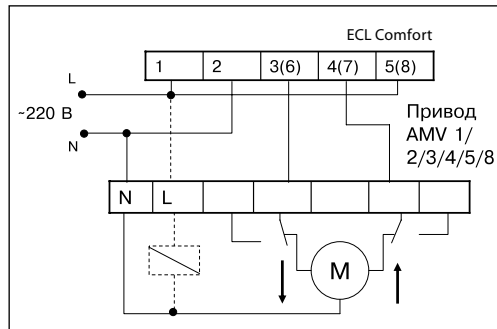 ECL Comfort
1 2 3(6) 4(7) 5(8)
L
~220 В
N
Привод
AMV 1/
2/3/4/5/8
N L
M